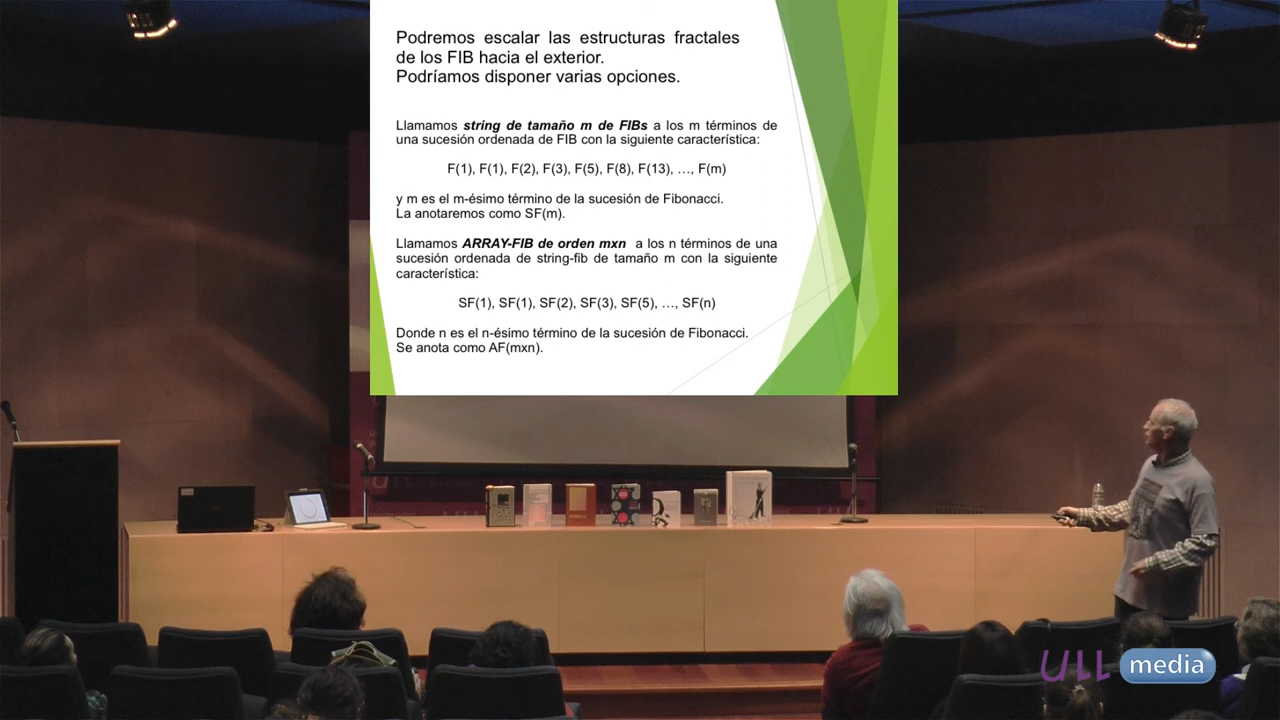 Podremos escalar las estructuras fractales
de los FIB hacia el exterior.
Podríamos disponer varias opciones.
Llamamos string de tamaño m de FIBs a los m términos de
una sucesión ordenada de FIB con la siguiente característica:
F(1), F(1), F(2), F(3), F(5), F(8), F(13), …, F(m)
y m es el m-ésimo término de la sucesión de Fibonacci.
La anotaremos como SF(m).
Llamamos ARRAY-FIB de orden mxn a los n términos de una
sucesión ordenada de string-fib de tamaño m con la siguiente
característica:
SF(1), SF(1), SF(2), SF(3), SF(5), …, SF(n)
Donde n es el n-ésimo término de la sucesión de Fibonacci.
Se anota como AF(mxn).
ULL
ULL media